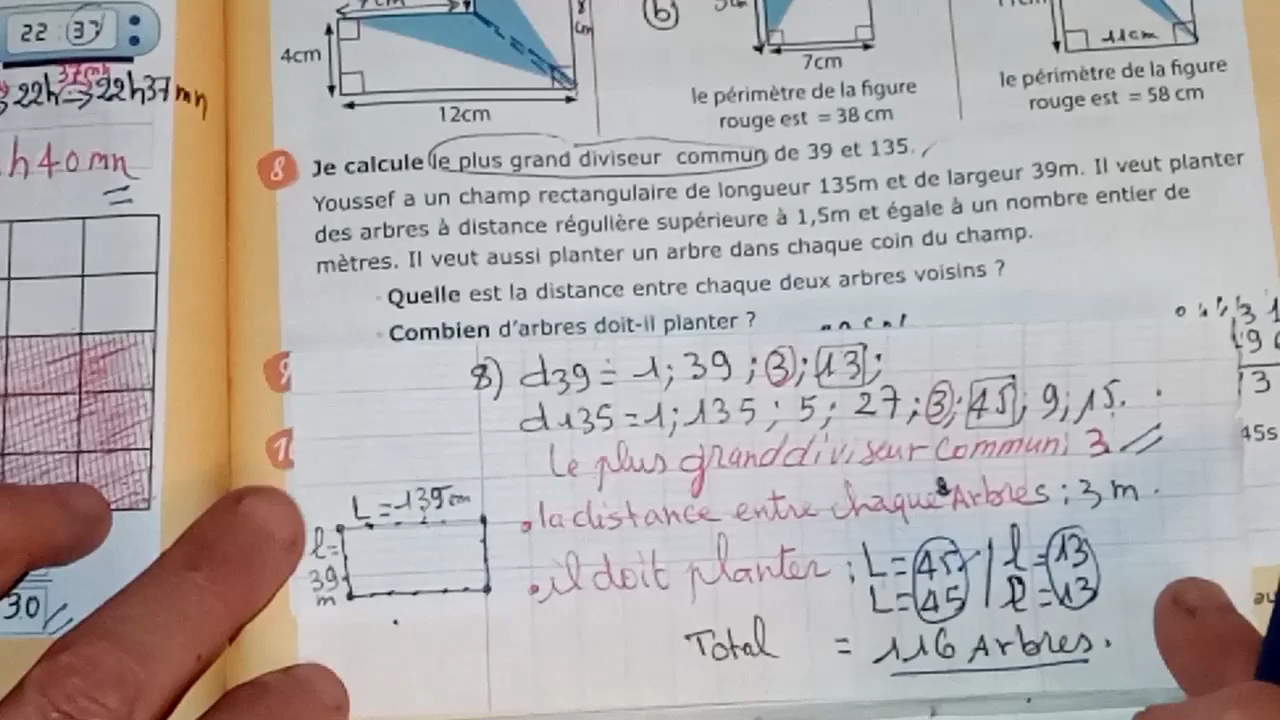 22 : 37
37mn
22h → 22h37mn
h40mn
30
4cm
12cm
cm
b
7cm
11cm
le périmètre de la figure
rouge est = 38 cm
le périmètre de la figure
rouge est = 58 cm
8 Je calcule le plus grand diviseur commun de 39 et 135.
Youssef a un champ rectangulaire de longueur 135m et de largeur 39m. Il veut planter
des arbres à distance régulière supérieure à 1,5m et égale à un nombre entier de
mètres. Il veut aussi planter un arbre dans chaque coin du champ.
- Quelle est la distance entre chaque deux arbres voisins ?
- Combien d'arbres doit-il planter ?
8) d39 = 1; 39; 3; 13;
d135 = 1; 135; 5; 27; 3; 45; 9; 15.
Le plus grand diviseur commun; 3
L = 135m
l =
39
m
. la distance entre chaque 2 Arbres; 3 m.
. il doit planter; L = 45 / l = 13
L = 45 / l = 13
Total = 116 Arbres.
45s